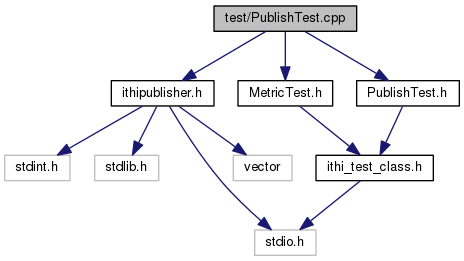 test/PublishTest.cpp
ithipublisher.h
MetricTest.h
PublishTest.h
stdint.h
stdlib.h
vector
ithi_test_class.h
stdio.h